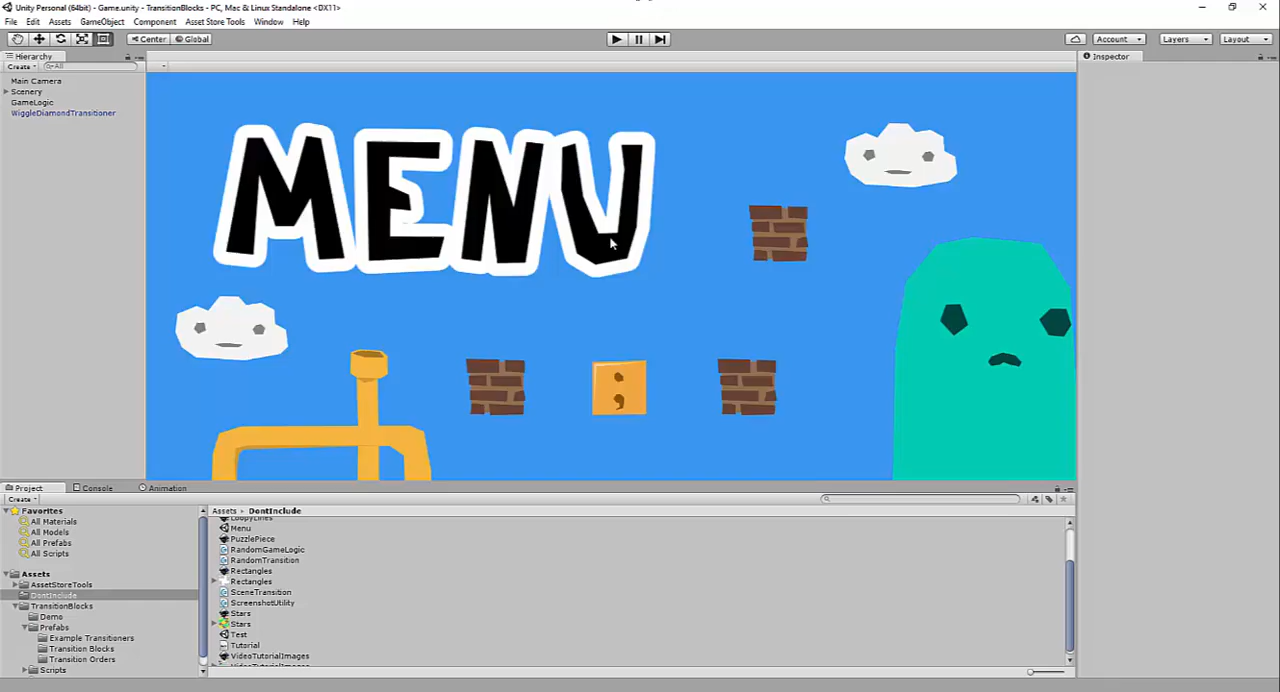 Unity Personal (64bit) - Game.unity - TransitionBlocks - PC, Mac & Linux Standalone <DX11>
File Edit Assets GameObject Component Asset Store Tools Window Help
Center Global Account Layers Layout
Hierarchy Inspector
Create All
Main Camera
Scenery
GameLogic
WiggleDiamondTransitioner
MENU
;
Project Console Animation
Create
Favorites
All Materials
All Models
All Prefabs
All Scripts
Assets
AssetStoreTools
DontInclude
TransitionBlocks
Demo
Prefabs
Example Transitioners
Transition Blocks
Transition Orders
Scripts
Assets DontInclude
LoopyLines
Menu
PuzzlePiece
RandomGameLogic
RandomTransition
Rectangles
Rectangles
SceneTransition
ScreenshotUtility
Stars
Stars
Test
Tutorial
VideoTutorialImages
VideoTutorialImages